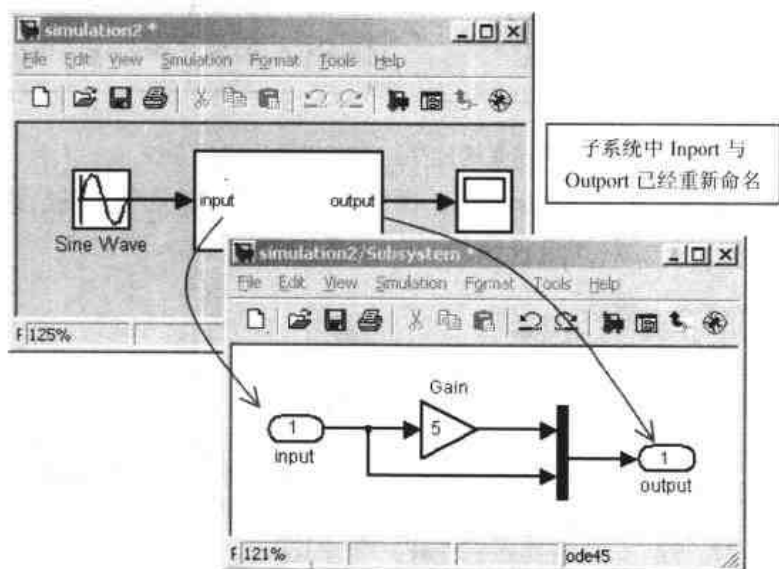 simulation2 *
File Edit View Simulation Format Tools Help
input
output
Sine Wave
F 125%
子系统中 Inport 与
Outport 已经重新命名
simulation2/Subsystem *
File Edit View Simulation Format Tools Help
Gain
1
5
input
1
output
F 121%
ode45